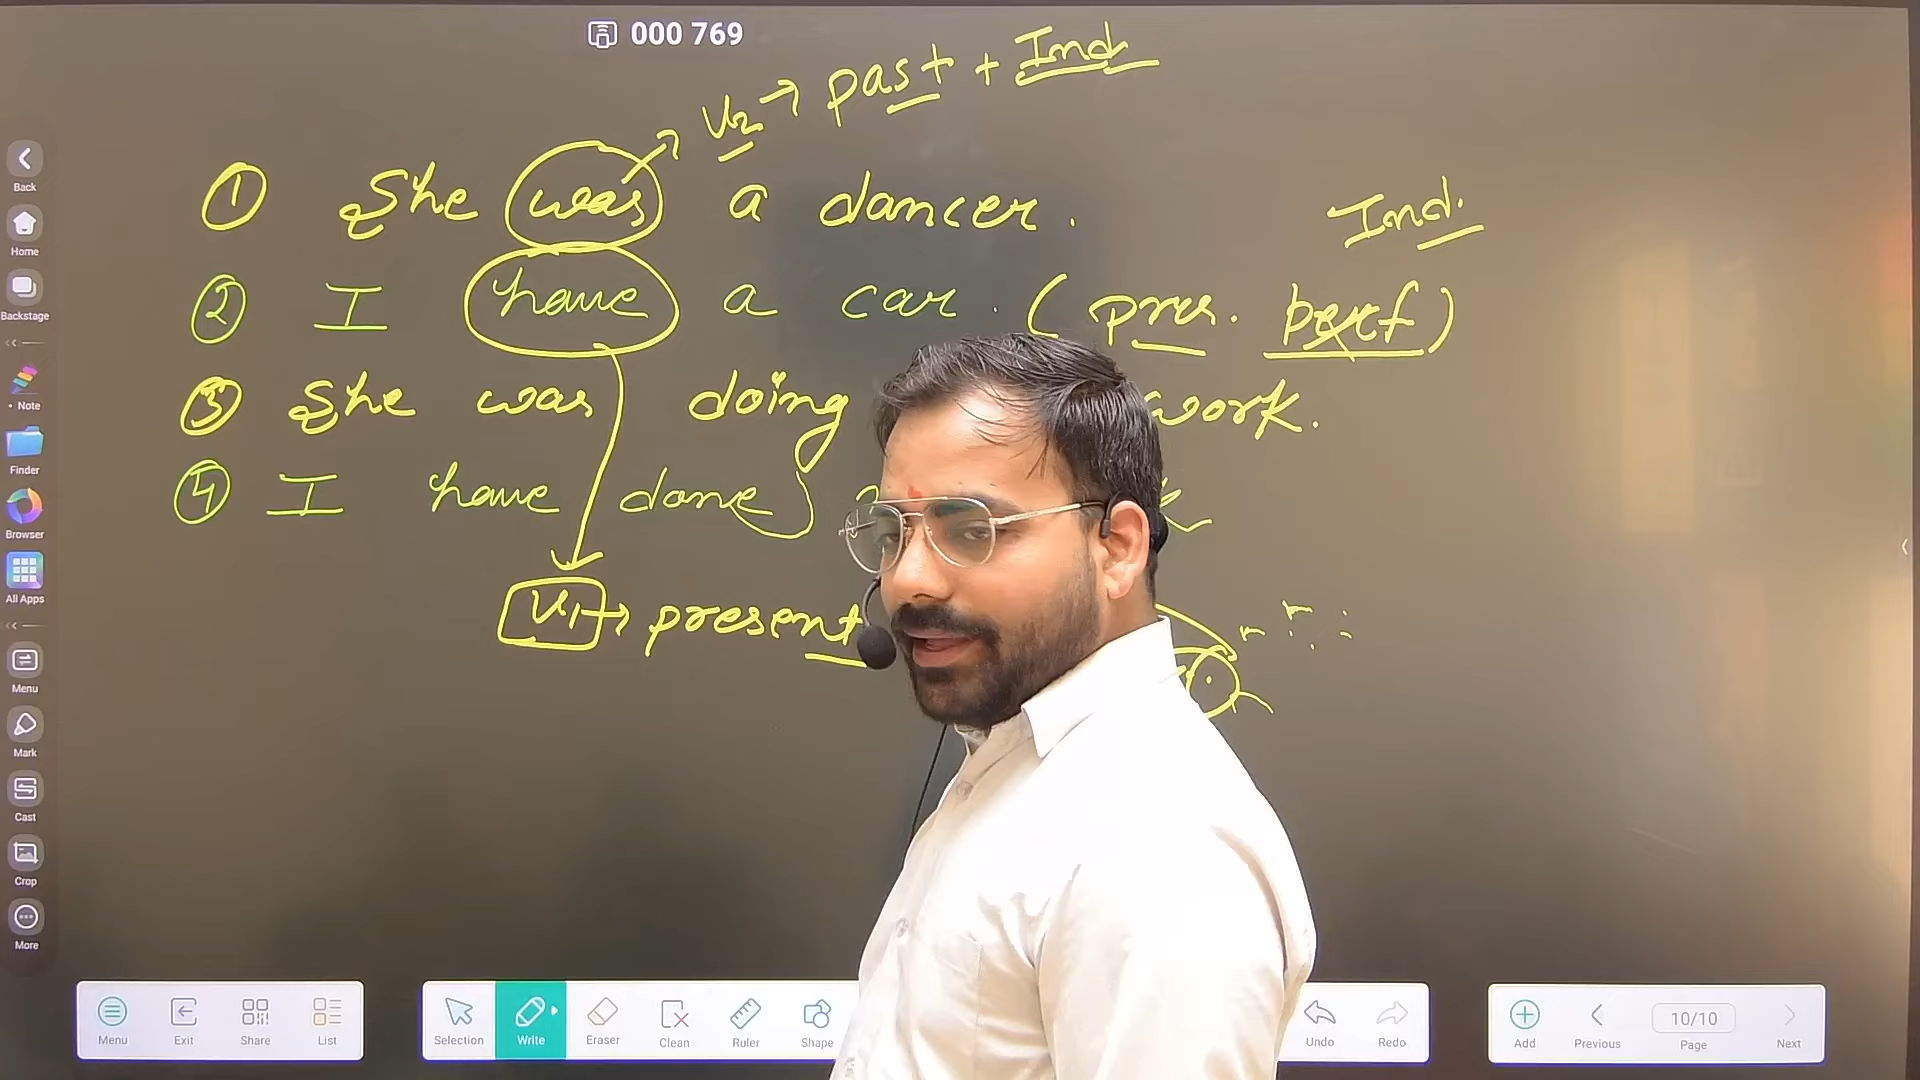 000 769
V2 → past + Ind.
① She was a dancer.
Ind.
② I have a car. (pres. perf)
③ She was doing work.
④ I have done
V1 → present
Back
Home
Backstage
Note
Finder
Browser
All Apps
Menu
Mark
Cast
Crop
More
Menu Exit Share List
Selection Write Eraser Clean Ruler Shape
Undo Redo
Add Previous 10/10 Page Next